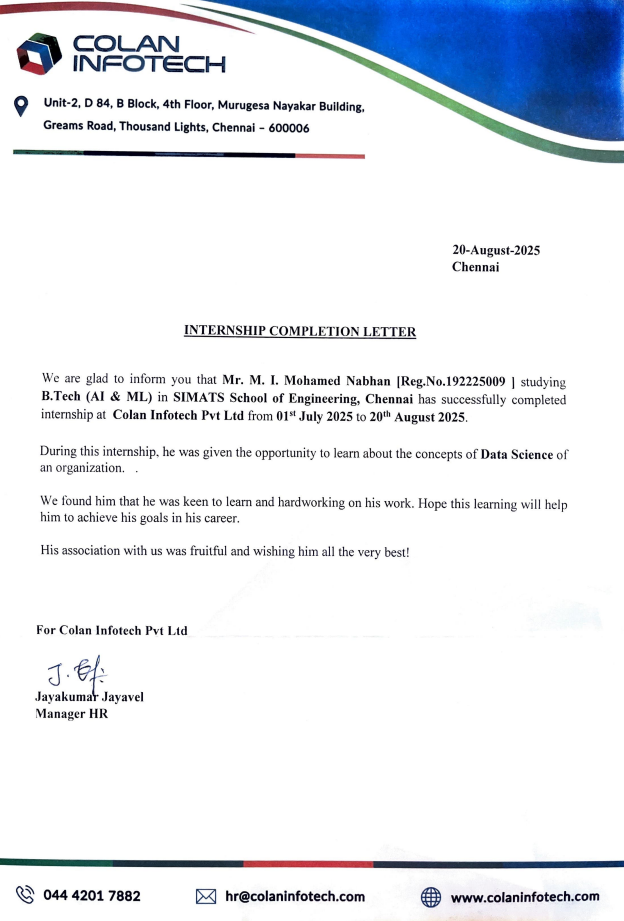 COLAN
INFOTECH
Unit-2, D 84, B Block, 4th Floor, Murugesa Nayakar Building,
Greams Road, Thousand Lights, Chennai – 600006
20-August-2025
Chennai
INTERNSHIP COMPLETION LETTER
We are glad to inform you that Mr. M. I. Mohamed Nabhan [Reg.No.192225009 ] studying
B.Tech (AI & ML) in SIMATS School of Engineering, Chennai has successfully completed
internship at Colan Infotech Pvt Ltd from 01st July 2025 to 20th August 2025.
During this internship, he was given the opportunity to learn about the concepts of Data Science of
an organization. .
We found him that he was keen to learn and hardworking on his work. Hope this learning will help
him to achieve his goals in his career.
His association with us was fruitful and wishing him all the very best!
For Colan Infotech Pvt Ltd
Jayakumar Jayavel
Manager HR
044 4201 7882
hr@colaninfotech.com
www.colaninfotech.com